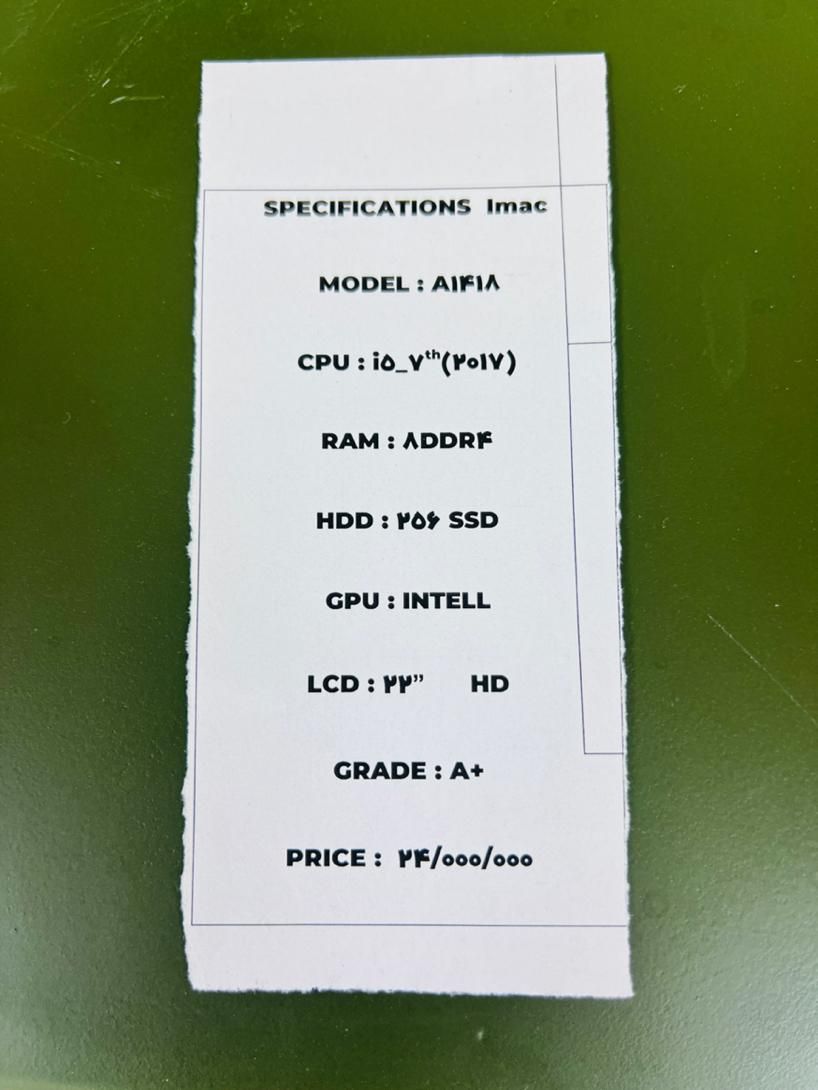 SPECIFICATIONS Imac
MODEL : A۱۴۱۸
CPU : i۵_۷th(۲۰۱۷)
RAM : ۸DDR۴
HDD : ۲۵۶ SSD
GPU : INTELL
LCD : ۲۲” HD
GRADE : A+
PRICE : ۲۴/۰۰۰/۰۰۰